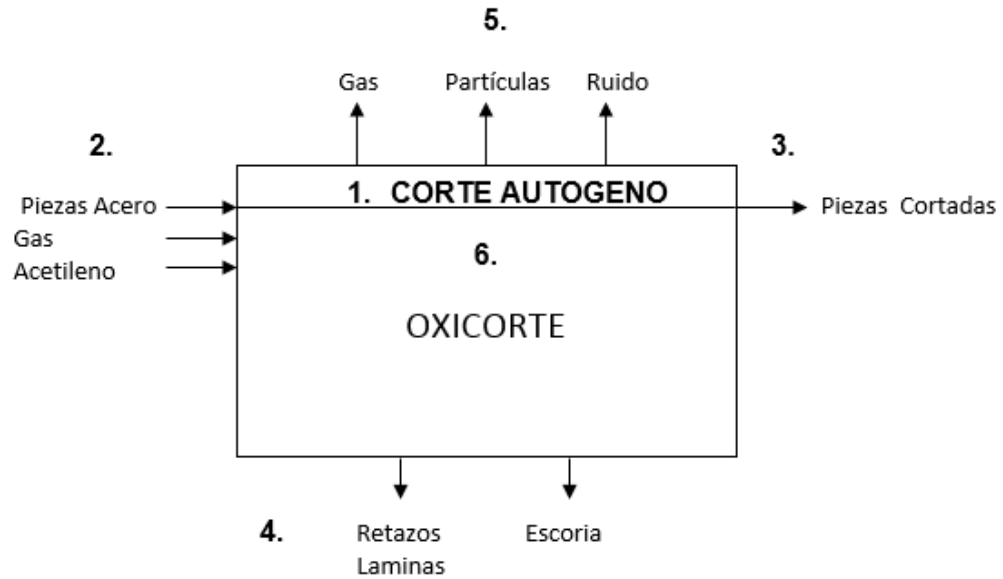 5.
Gas Partículas Ruido
2. 3.
1. CORTE AUTOGENO
Piezas Acero Piezas Cortadas
Gas
6.
Acetileno
OXICORTE
4. Retazos Escoria
Laminas